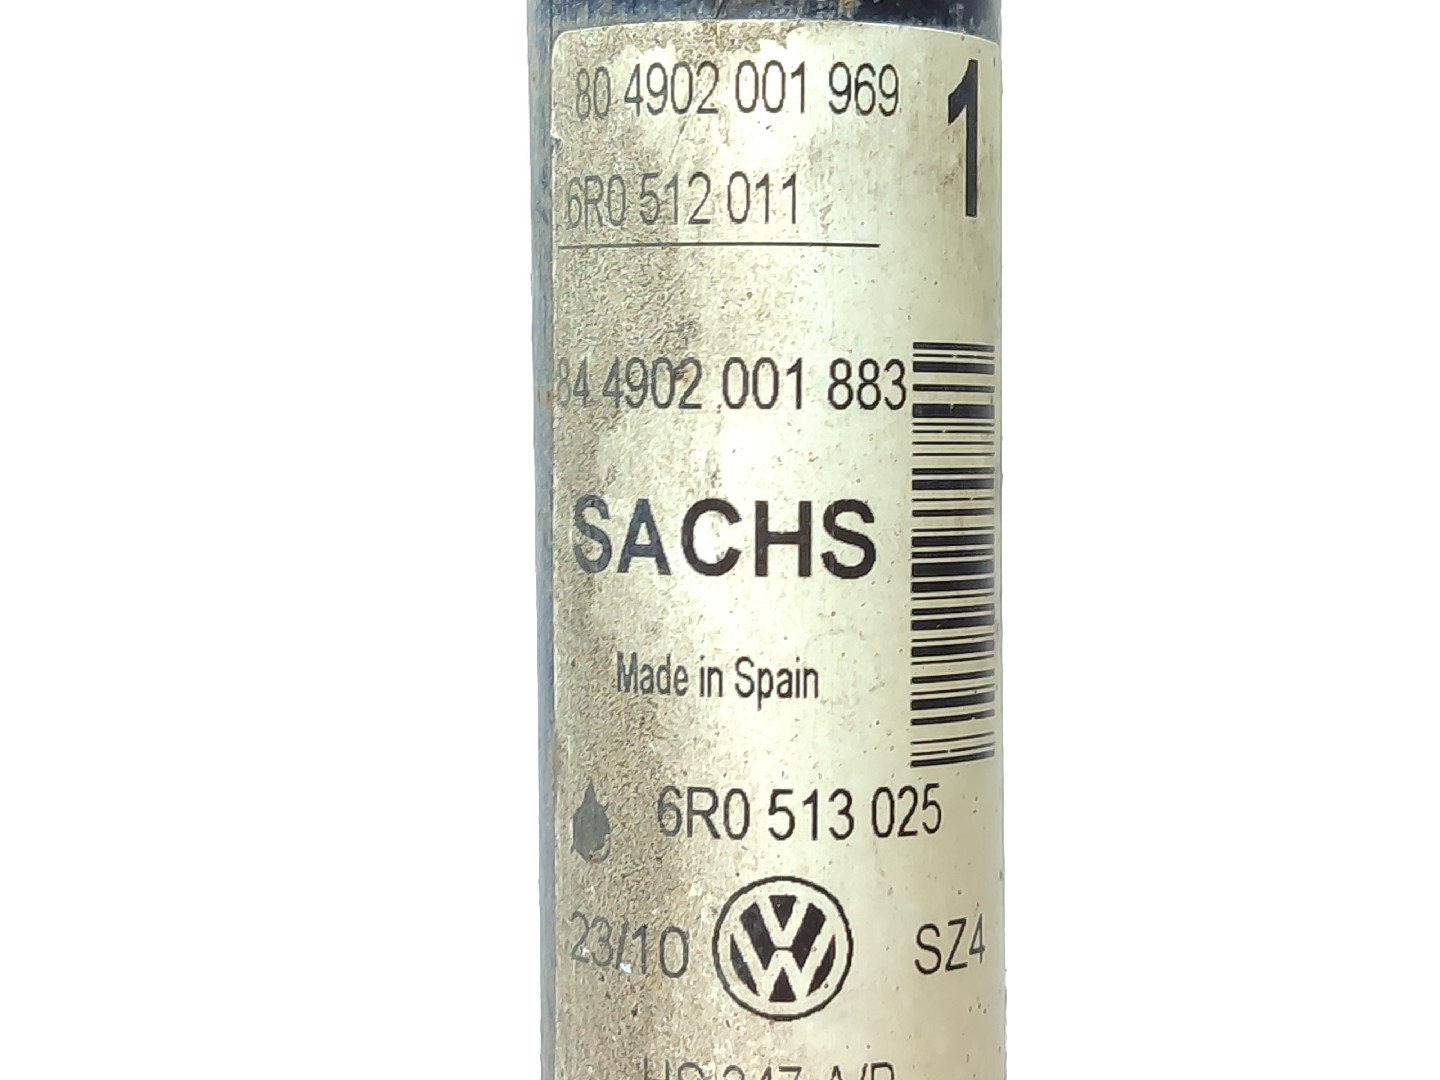 80 4902 001 969 1
6R0 512 011
84 4902 001 883
SACHS
Made in Spain
6R0 513 025
23/10 SZ4